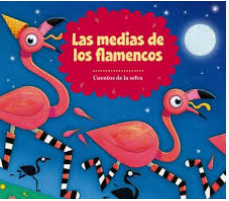 Las medias de
los flamencos
Cuentos de la selva